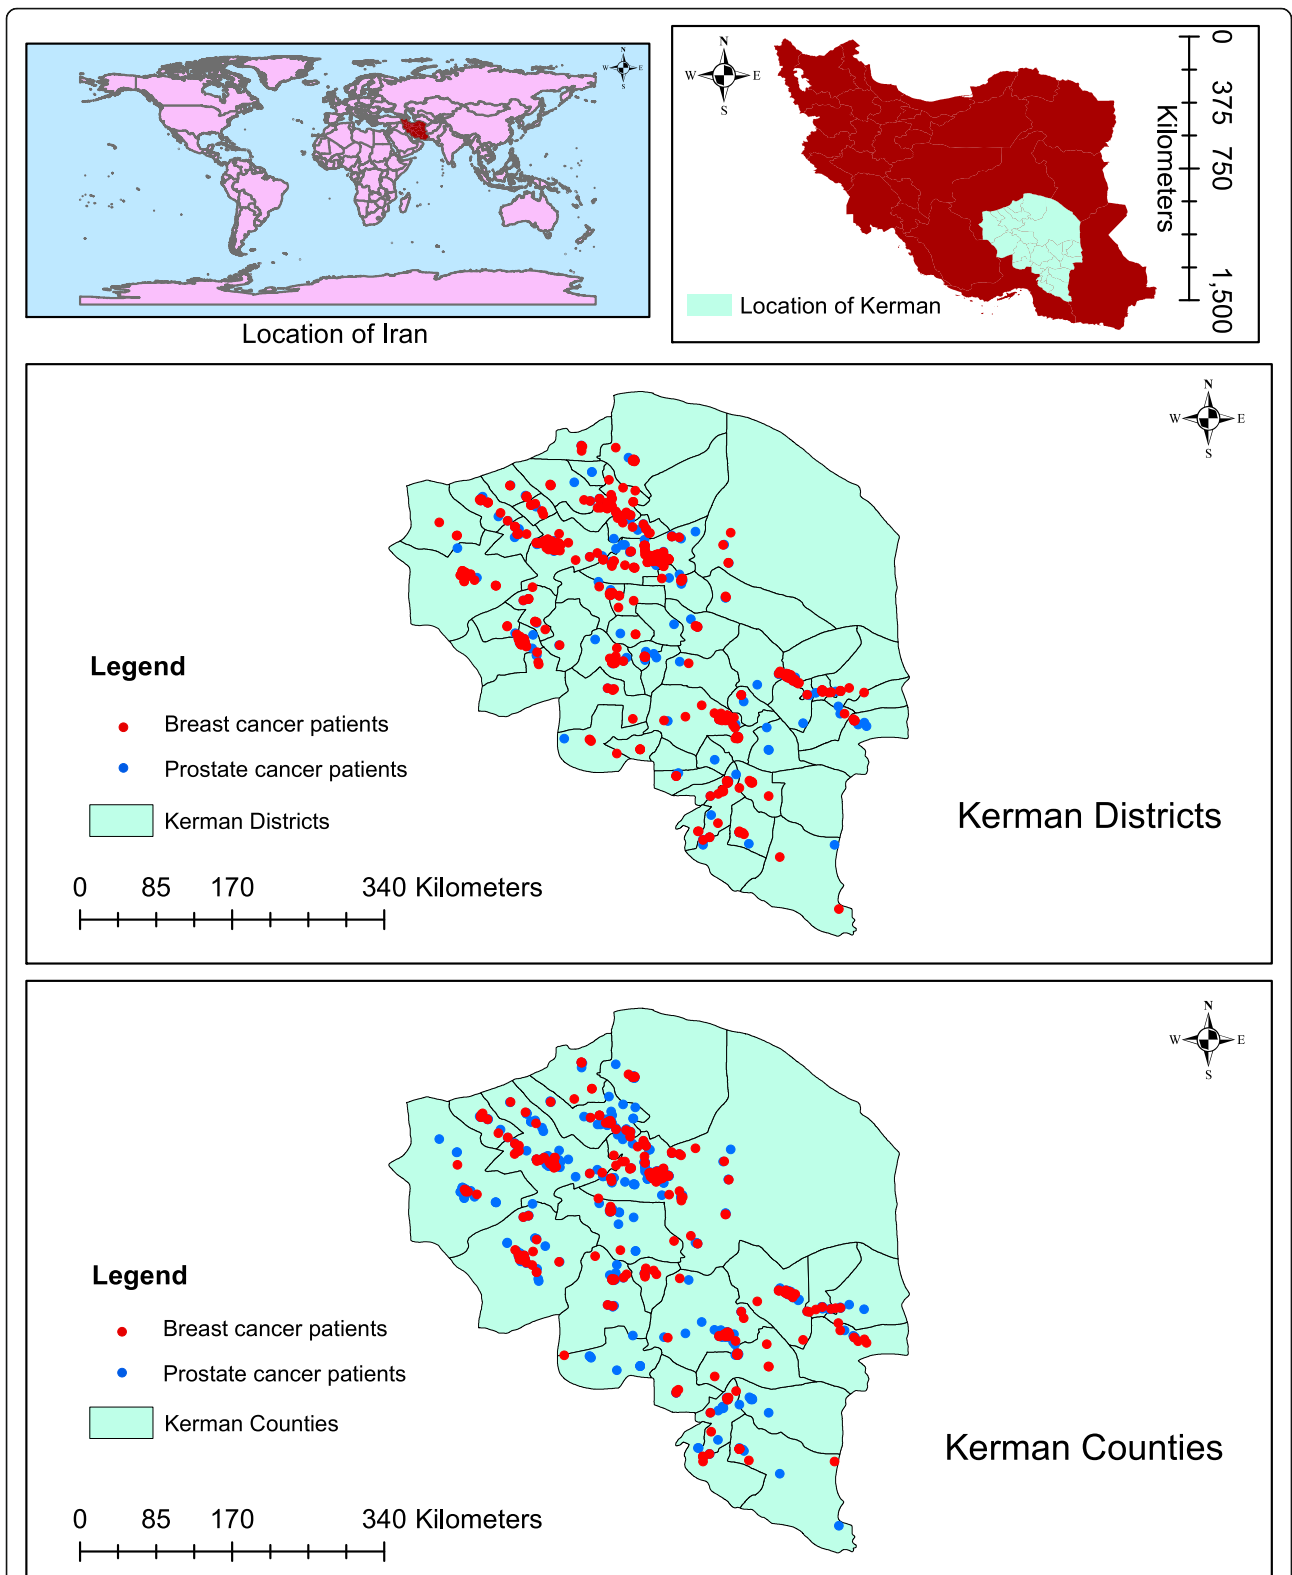 N
W E
S
Location of Iran
N
W E
S
Location of Kerman
0
375
750
1,500
Kilometers
N
W E
S
Legend
Breast cancer patients
Prostate cancer patients
Kerman Districts
Kerman Districts
0 85 170 340 Kilometers
N
W E
S
Legend
Breast cancer patients
Prostate cancer patients
Kerman Counties
Kerman Counties
0 85 170 340 Kilometers